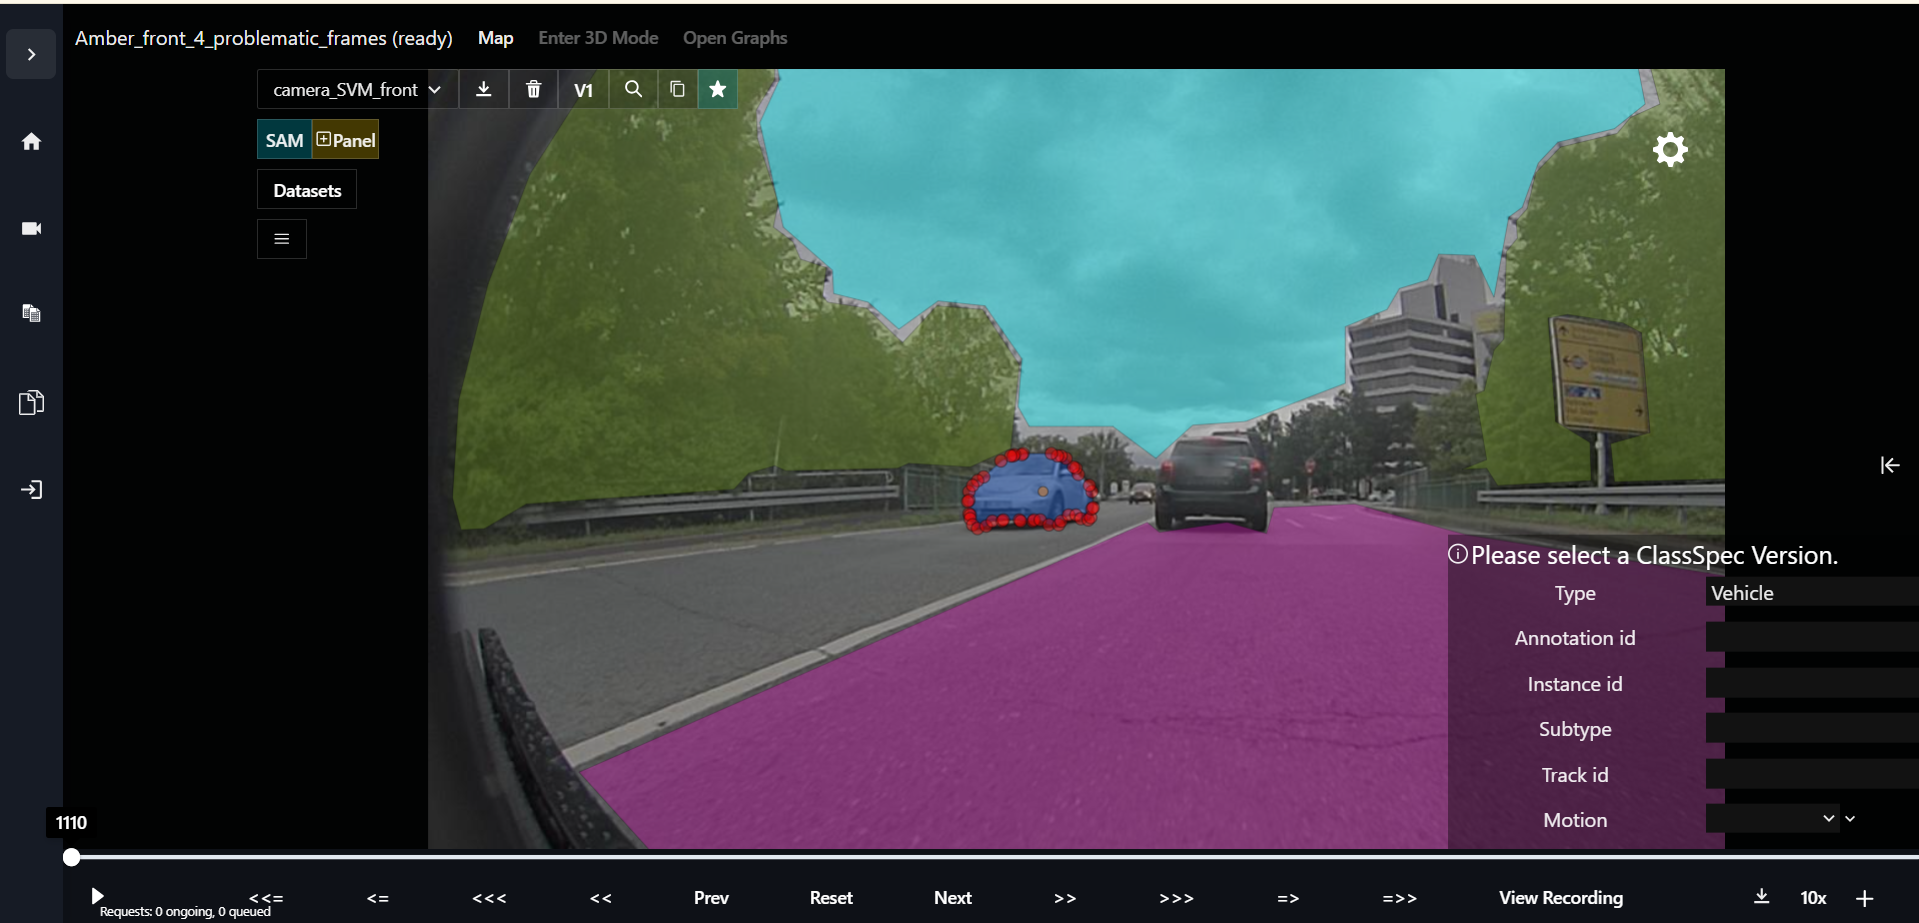 Amber_front_4_problematic_frames (ready) Map Enter 3D Mode Open Graphs
camera_SVM_front V1
SAM Panel
Datasets
Please select a ClassSpec Version.
Type Vehicle
Annotation id
Instance id
Subtype
Track id
Motion
1110
<<= <= <<< << Prev Reset Next >> >>> => =>> View Recording 10x
Requests: 0 ongoing, 0 queued